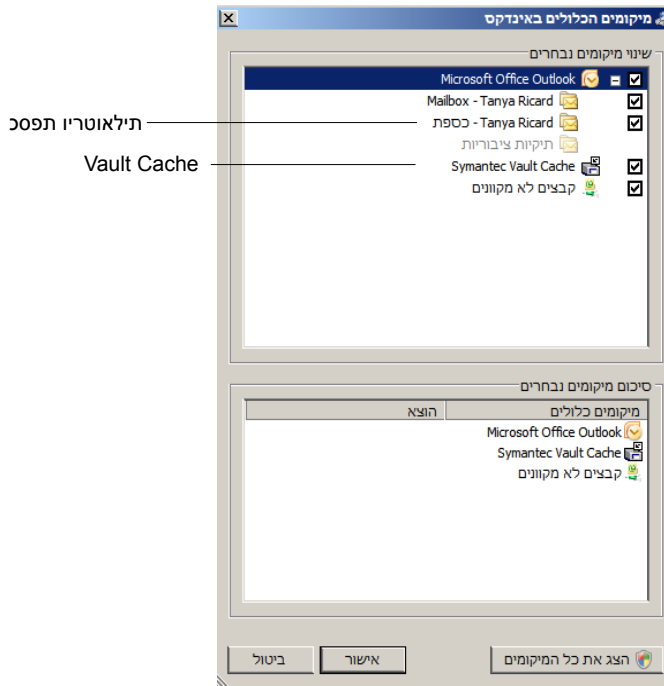 מיקומים הכלולים באינדקס
שינוי מיקומים נבחרים
Microsoft Office Outlook
Mailbox - Tanya Ricard
כספת - Tanya Ricard
תילאוטריו תפסכ
תיקיות ציבוריות
Symantec Vault Cache
Vault Cache
קבצים לא מקוונים
סיכום מיקומים נבחרים
מיקומים כלולים הוצא
Microsoft Office Outlook
Symantec Vault Cache
קבצים לא מקוונים
הצג את כל המיקומים אישור ביטול